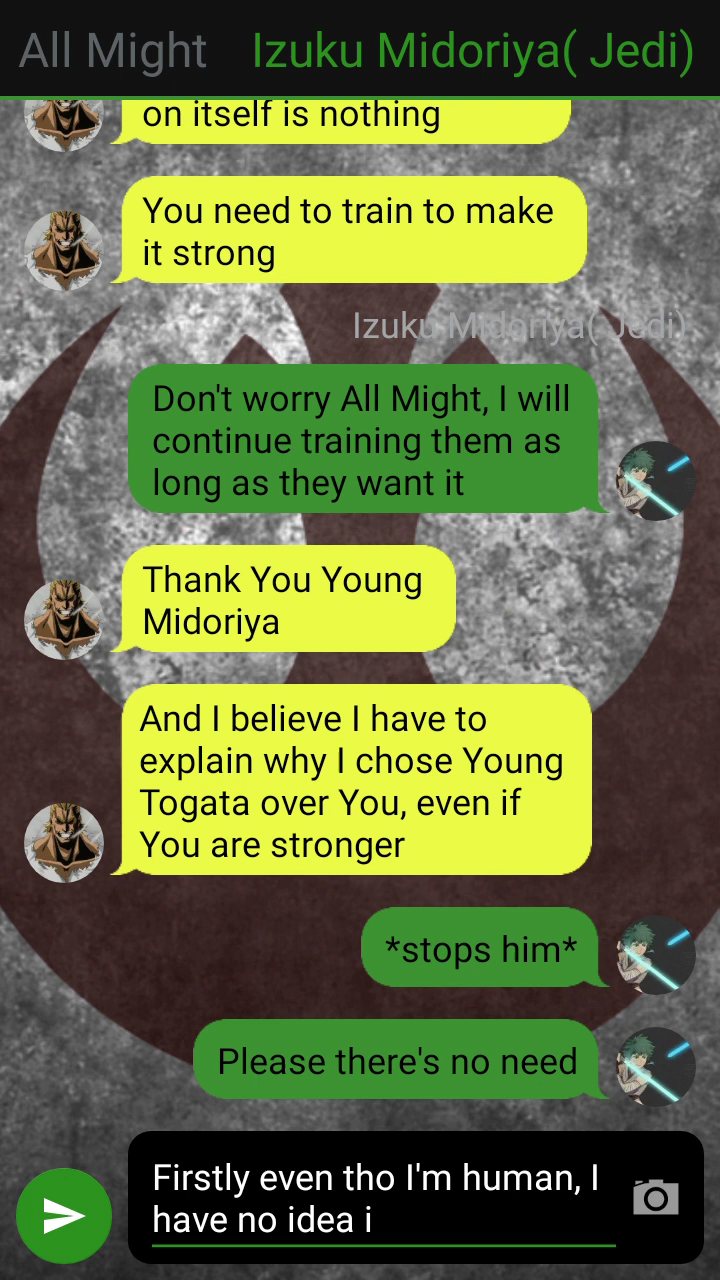 All Might Izuku Midoriya( Jedi)
on itself is nothing
You need to train to make
it strong
Izuku Midoriya( Jedi)
Don't worry All Might, I will
continue training them as
long as they want it
Thank You Young
Midoriya
And I believe I have to
explain why I chose Young
Togata over You, even if
You are stronger
*stops him*
Please there's no need
Firstly even tho I'm human, I
have no idea i